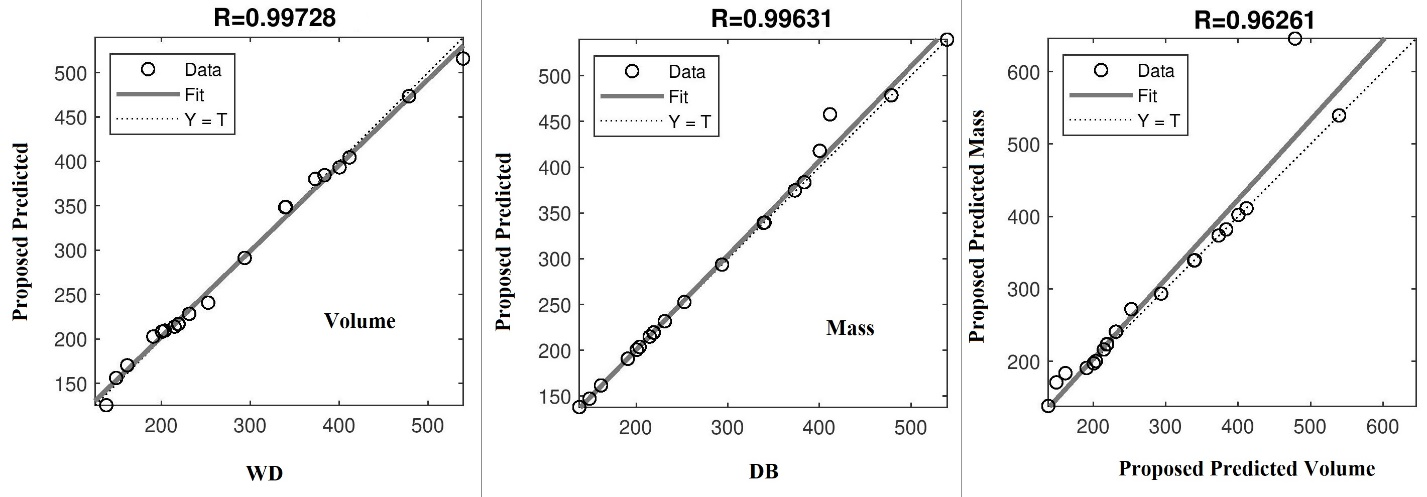 R=0.99728
Proposed Predicted
500
450
400
350
300
250
200
150
Data
Fit
Y = T
Volume
200 300 400 500
WD
R=0.99631
Proposed Predicted
500
450
400
350
300
250
200
150
Data
Fit
Y = T
Mass
200 300 400 500
DB
R=0.96261
Proposed Predicted Mass
600
500
400
300
200
Data
Fit
Y = T
200 300 400 500 600
Proposed Predicted Volume